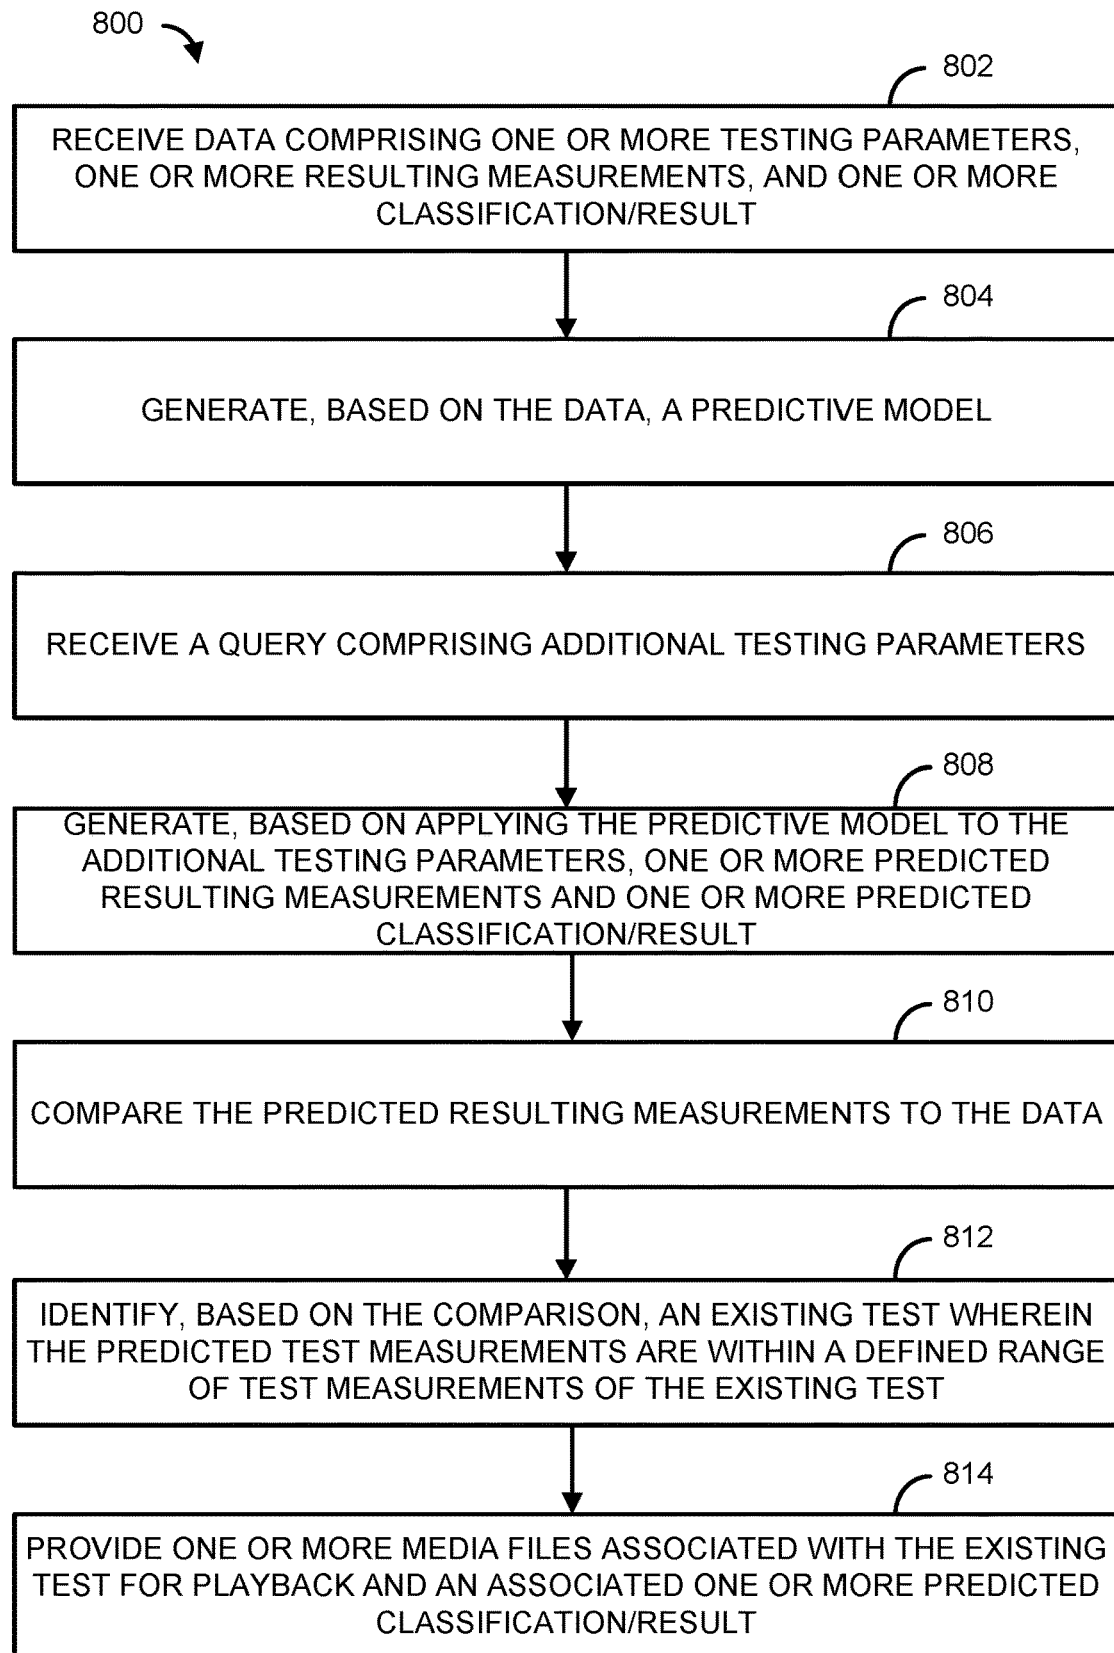 800
802
RECEIVE DATA COMPRISING ONE OR MORE TESTING PARAMETERS,
ONE OR MORE RESULTING MEASUREMENTS, AND ONE OR MORE
CLASSIFICATION/RESULT
804
GENERATE, BASED ON THE DATA, A PREDICTIVE MODEL
806
RECEIVE A QUERY COMPRISING ADDITIONAL TESTING PARAMETERS
808
GENERATE, BASED ON APPLYING THE PREDICTIVE MODEL TO THE
ADDITIONAL TESTING PARAMETERS, ONE OR MORE PREDICTED
RESULTING MEASUREMENTS AND ONE OR MORE PREDICTED
CLASSIFICATION/RESULT
810
COMPARE THE PREDICTED RESULTING MEASUREMENTS TO THE DATA
812
IDENTIFY, BASED ON THE COMPARISON, AN EXISTING TEST WHEREIN
THE PREDICTED TEST MEASUREMENTS ARE WITHIN A DEFINED RANGE
OF TEST MEASUREMENTS OF THE EXISTING TEST
814
PROVIDE ONE OR MORE MEDIA FILES ASSOCIATED WITH THE EXISTING
TEST FOR PLAYBACK AND AN ASSOCIATED ONE OR MORE PREDICTED
CLASSIFICATION/RESULT